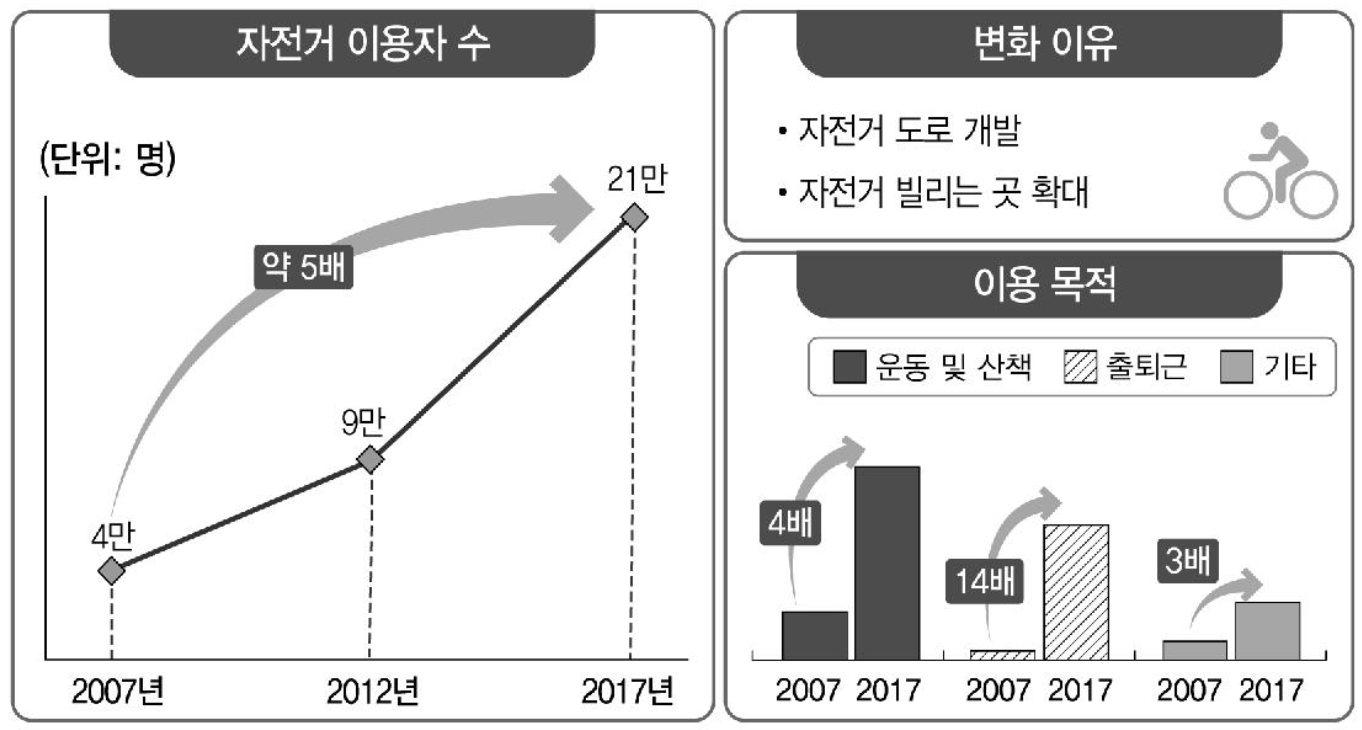 자전거 이용자 수
(단위: 명)
21만
약 5배
9만
4만
2007년 2012년 2017년
변화 이유
• 자전거 도로 개발
• 자전거 빌리는 곳 확대
이용 목적
운동 및 산책 출퇴근 기타
4배
14배
3배
2007 2017 2007 2017 2007 2017